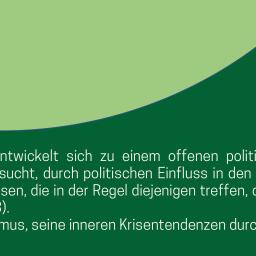 ntwickelt sich zu einem offenen politi
sucht, durch politischen Einfluss in den
sen, die in der Regel diejenigen treffen, d
).
mus, seine inneren Krisentendenzen durc